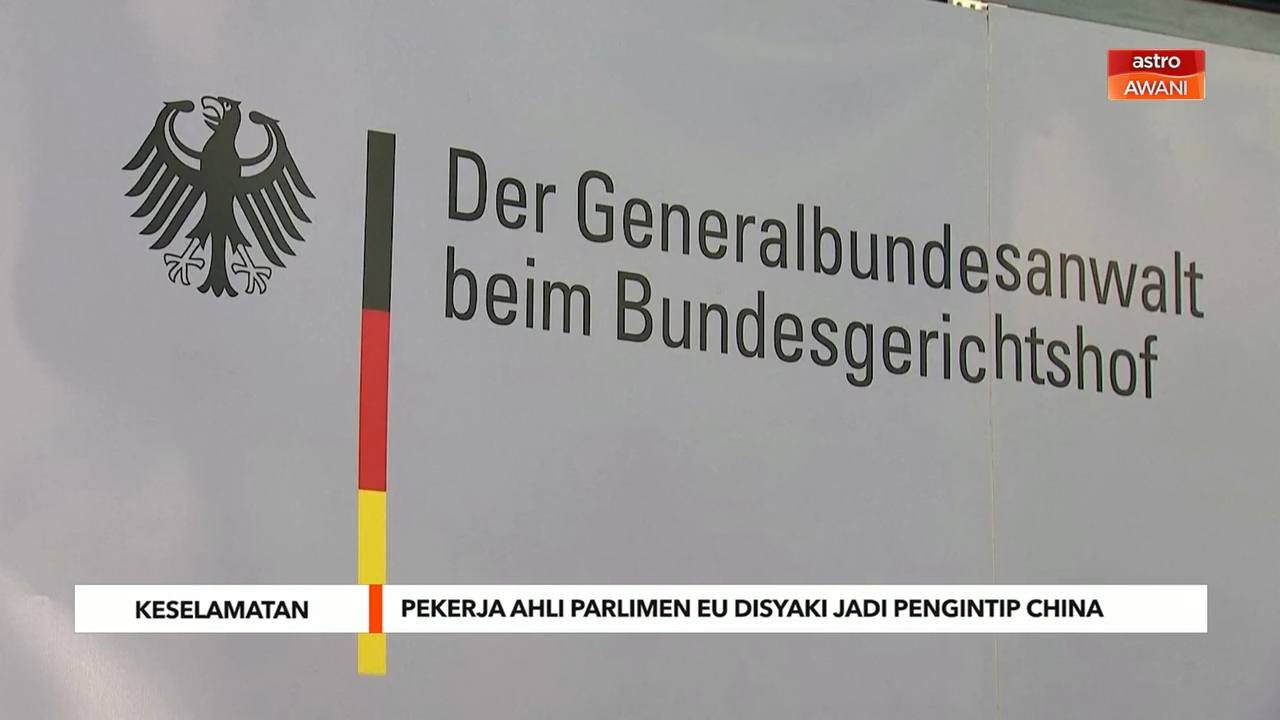 astro
AWANI
Der Generalbundesanwalt
beim Bundesgerichtshof
KESELAMATAN
PEKERJA AHLI PARLIMEN EU DISYAKI JADI PENGINTIP CHINA